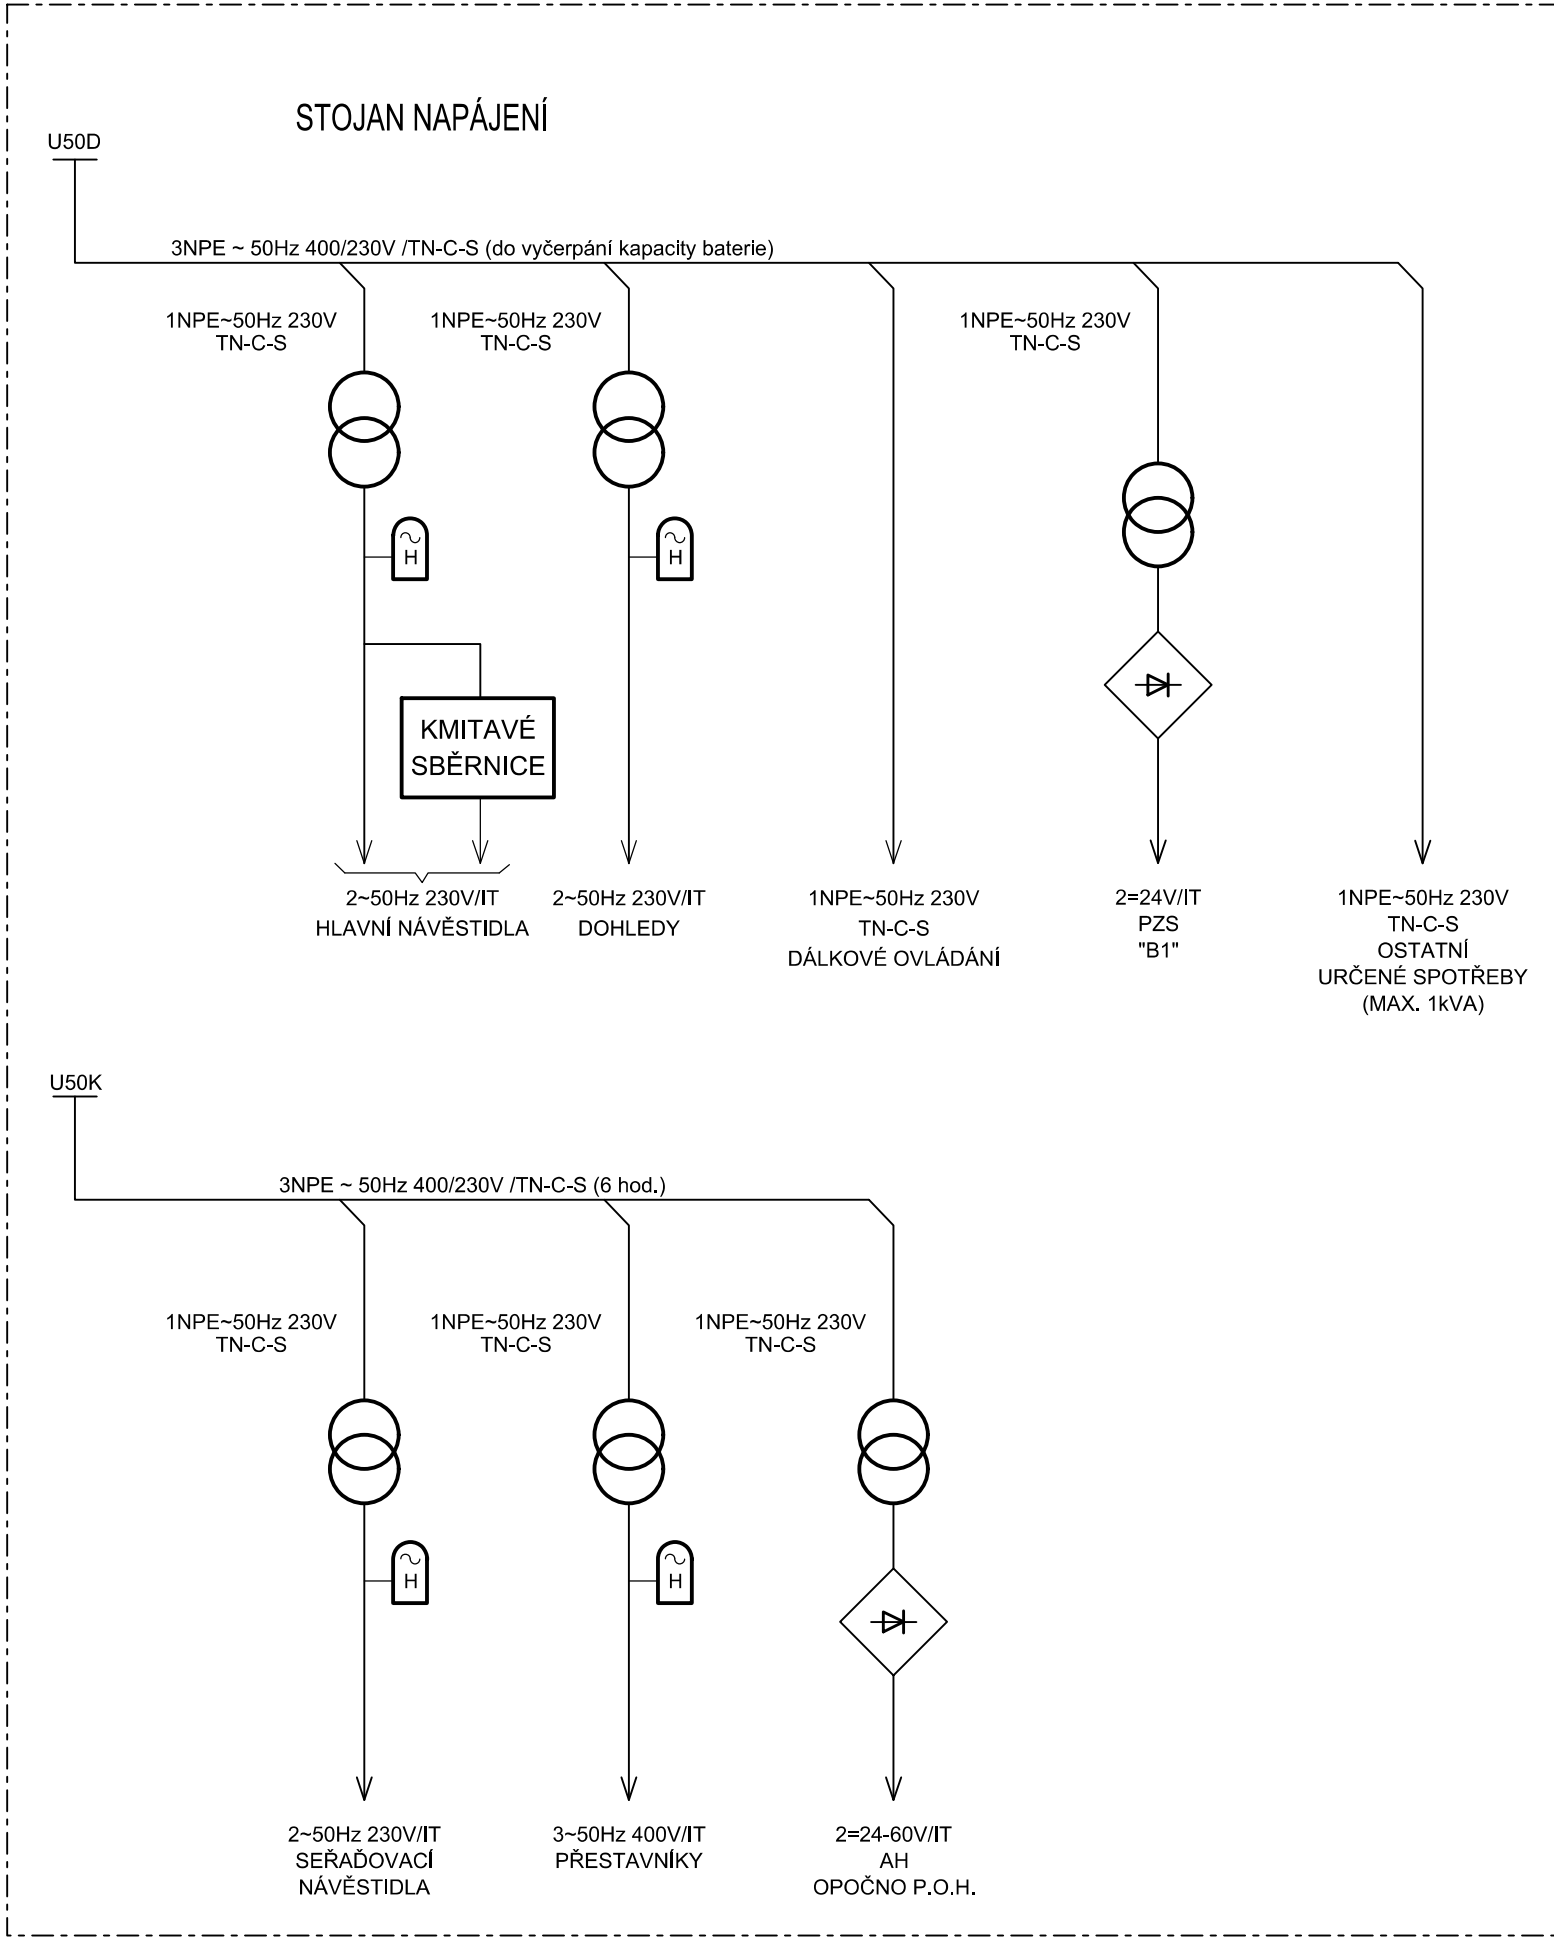 STOJAN NAPÁJENÍ
U50D
3NPE ~ 50Hz 400/230V /TN-C-S (do vyčerpání kapacity baterie)
1NPE~50Hz 230V
TN-C-S
1NPE~50Hz 230V
TN-C-S
1NPE~50Hz 230V
TN-C-S
~
H
~
H
KMITAVÉ
SBĚRNICE
2~50Hz 230V/IT
HLAVNÍ NÁVĚSTIDLA
2~50Hz 230V/IT
DOHLEDY
1NPE~50Hz 230V
TN-C-S
DÁLKOVÉ OVLÁDÁNÍ
2=24V/IT
PZS
"B1"
1NPE~50Hz 230V
TN-C-S
OSTATNÍ
URČENÉ SPOTŘEBY
(MAX. 1kVA)
U50K
3NPE ~ 50Hz 400/230V /TN-C-S (6 hod.)
1NPE~50Hz 230V
TN-C-S
1NPE~50Hz 230V
TN-C-S
1NPE~50Hz 230V
TN-C-S
~
H
~
H
2~50Hz 230V/IT
SEŘAĎOVACÍ
NÁVĚSTIDLA
3~50Hz 400V/IT
PŘESTAVNÍKY
2=24-60V/IT
AH
OPOČNO P.O.H.